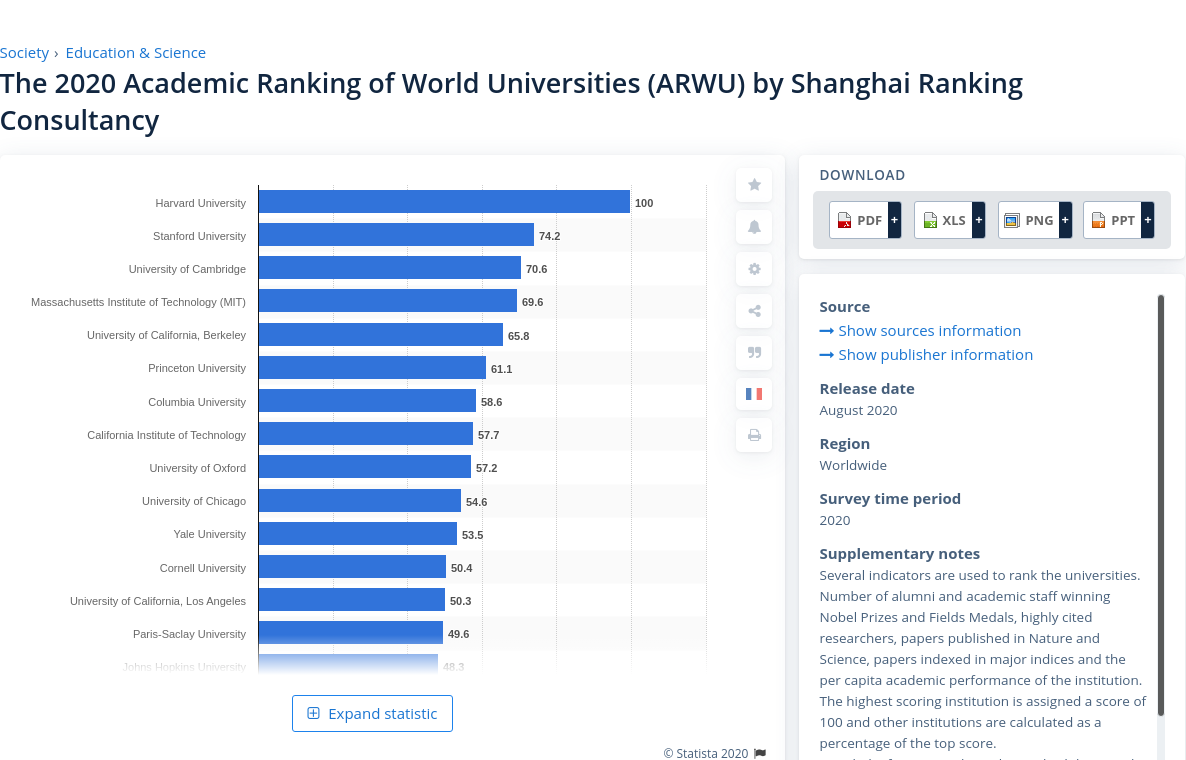 Society › Education & Science
The 2020 Academic Ranking of World Universities (ARWU) by Shanghai Ranking
Consultancy
Harvard University 100
Stanford University 74.2
University of Cambridge 70.6
Massachusetts Institute of Technology (MIT) 69.6
University of California, Berkeley 65.8
Princeton University 61.1
Columbia University 58.6
California Institute of Technology 57.7
University of Oxford 57.2
University of Chicago 54.6
Yale University 53.5
Cornell University 50.4
University of California, Los Angeles 50.3
Paris-Saclay University 49.6
Johns Hopkins University 48.3
Expand statistic
© Statista 2020
DOWNLOAD
PDF + XLS + PNG + PPT +
Source
Show sources information
Show publisher information
Release date
August 2020
Region
Worldwide
Survey time period
2020
Supplementary notes
Several indicators are used to rank the universities.
Number of alumni and academic staff winning
Nobel Prizes and Fields Medals, highly cited
researchers, papers published in Nature and
Science, papers indexed in major indices and the
per capita academic performance of the institution.
The highest scoring institution is assigned a score of
100 and other institutions are calculated as a
percentage of the top score.